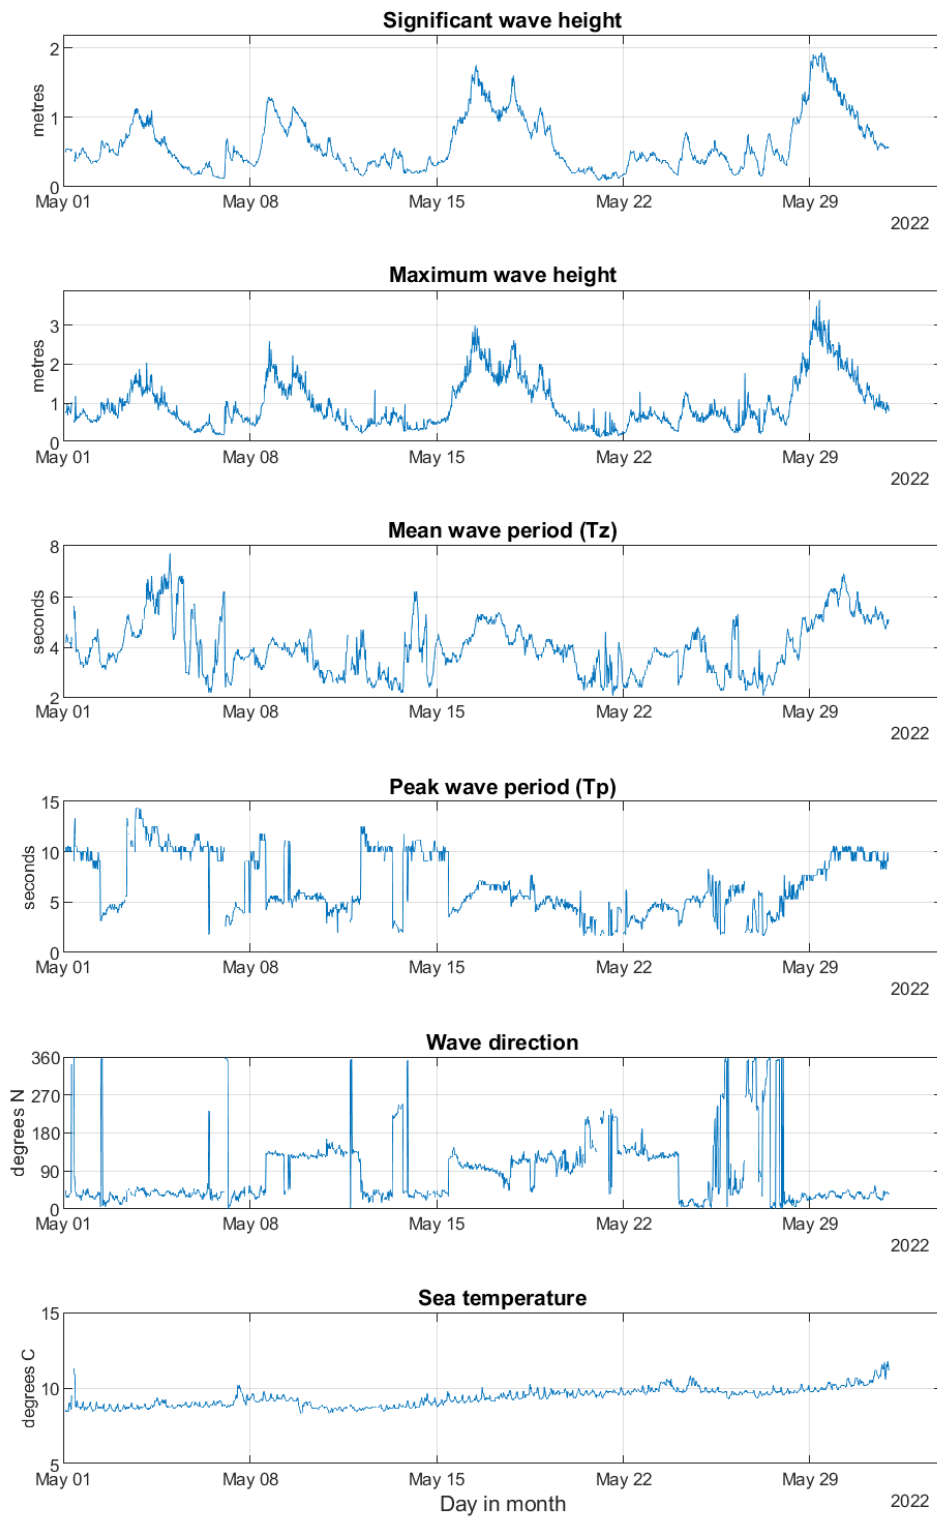 Significant wave height
2
1
0
metres
May 01 May 08 May 15 May 22 May 29
2022
Maximum wave height
3
2
1
0
metres
May 01 May 08 May 15 May 22 May 29
2022
Mean wave period (Tz)
8
6
4
2
seconds
May 01 May 08 May 15 May 22 May 29
2022
Peak wave period (Tp)
15
10
5
0
seconds
May 01 May 08 May 15 May 22 May 29
2022
Wave direction
360
270
180
90
0
degrees N
May 01 May 08 May 15 May 22 May 29
2022
Sea temperature
15
10
5
degrees C
May 01 May 08 May 15 May 22 May 29
Day in month
2022